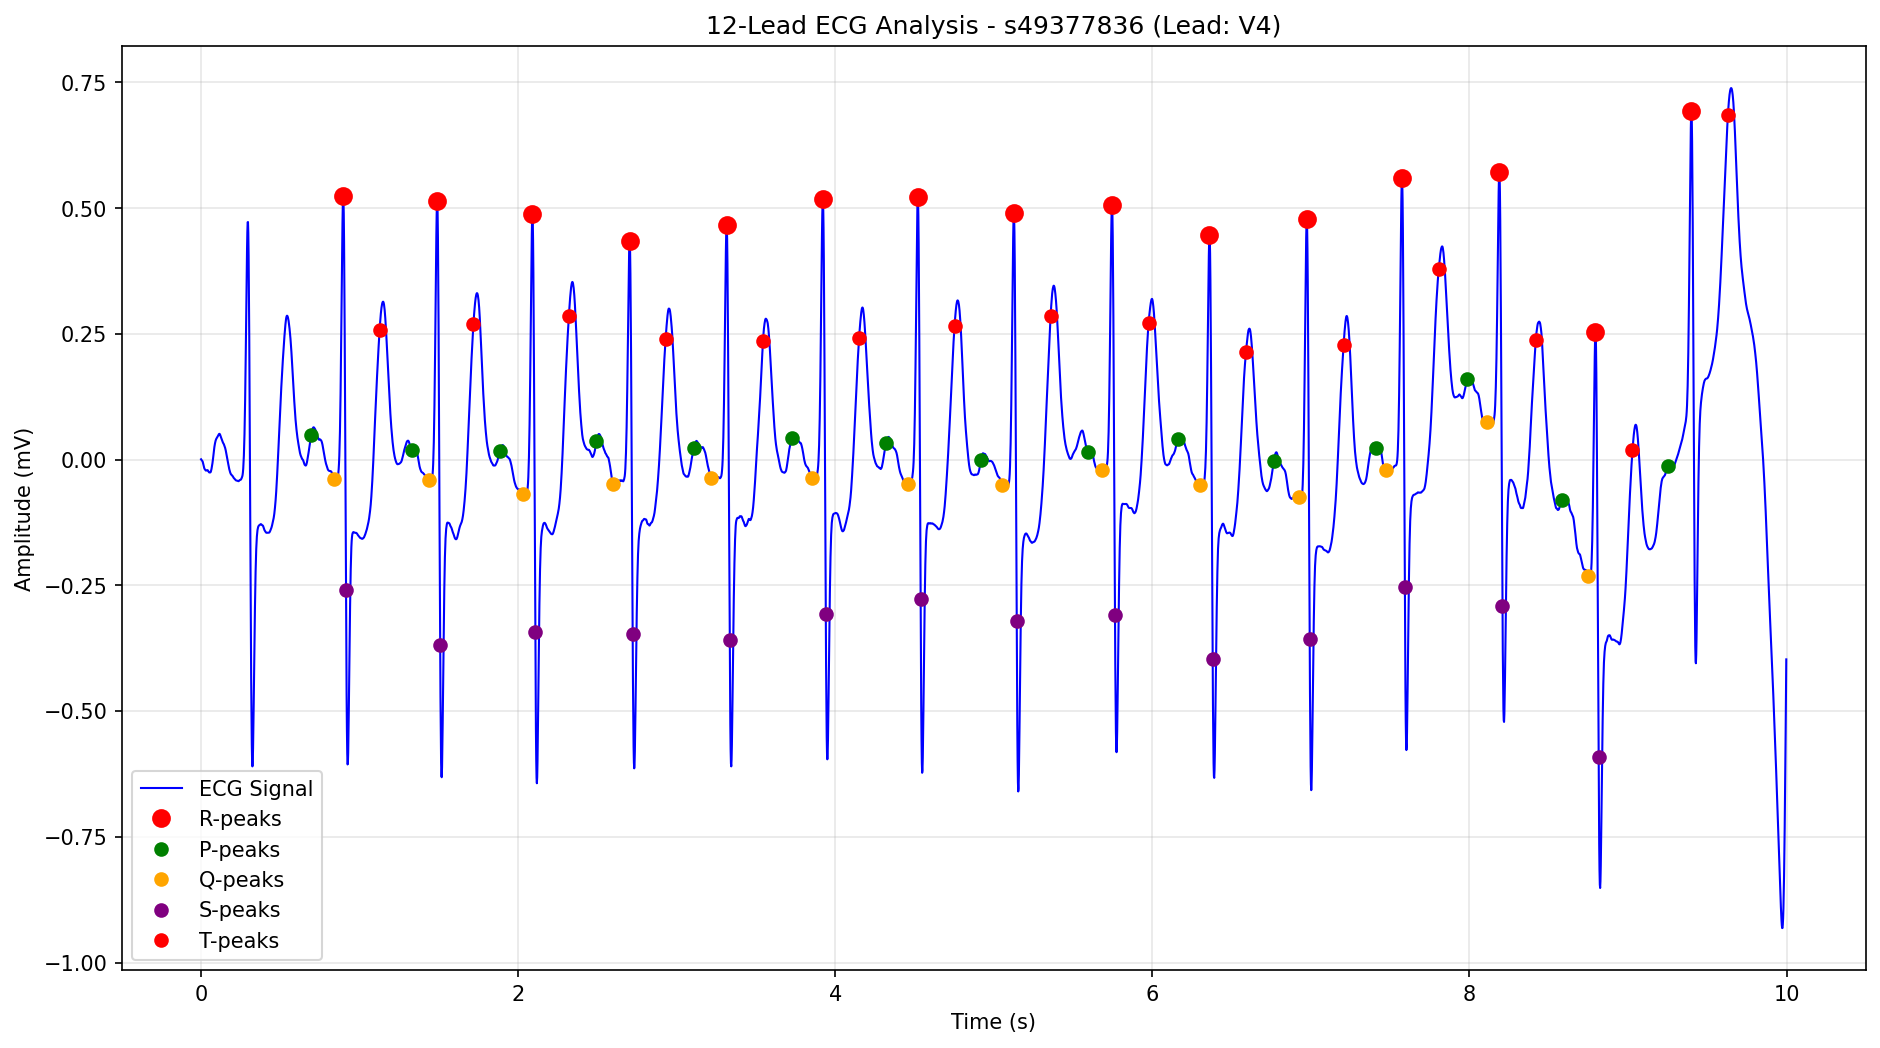 12-Lead ECG Analysis - s49377836 (Lead: V4)
Amplitude (mV)
0.75
0.50
0.25
0.00
−0.25
−0.50
−0.75
−1.00
ECG Signal
R-peaks
P-peaks
Q-peaks
S-peaks
T-peaks
0 2 4 6 8 10
Time (s)